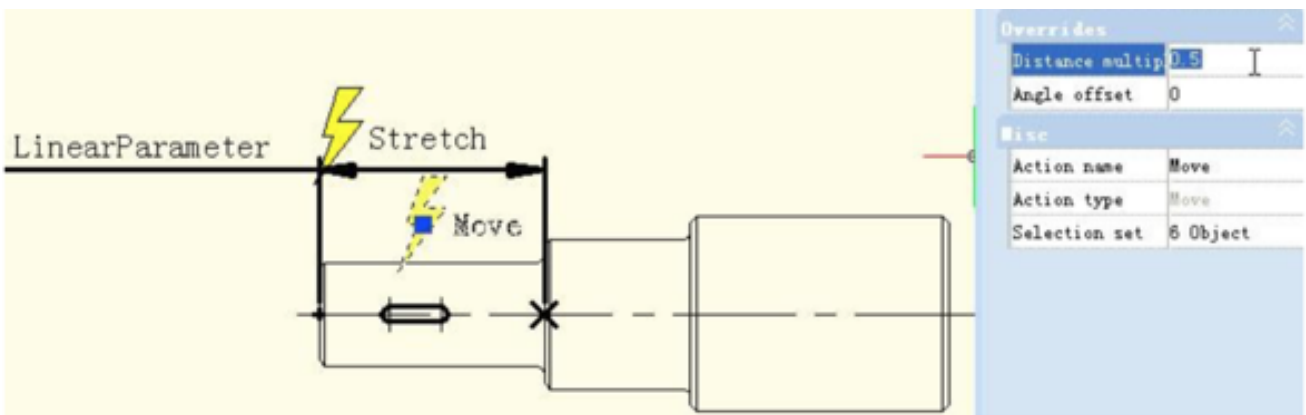 LinearParameter
Stretch
Move
Overrides
Distance multip 0.5
Angle offset 0
Misc
Action name Move
Action type Move
Selection set 6 Object